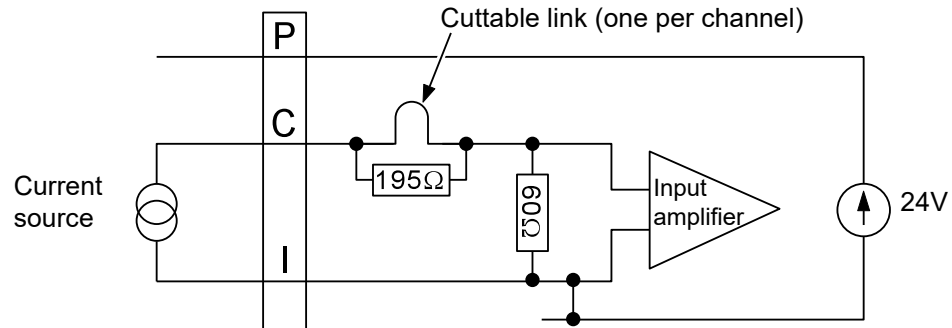 Cuttable link (one per channel)
P
C
195Ω
Current
source
60Ω
Input
amplifier
24V
I